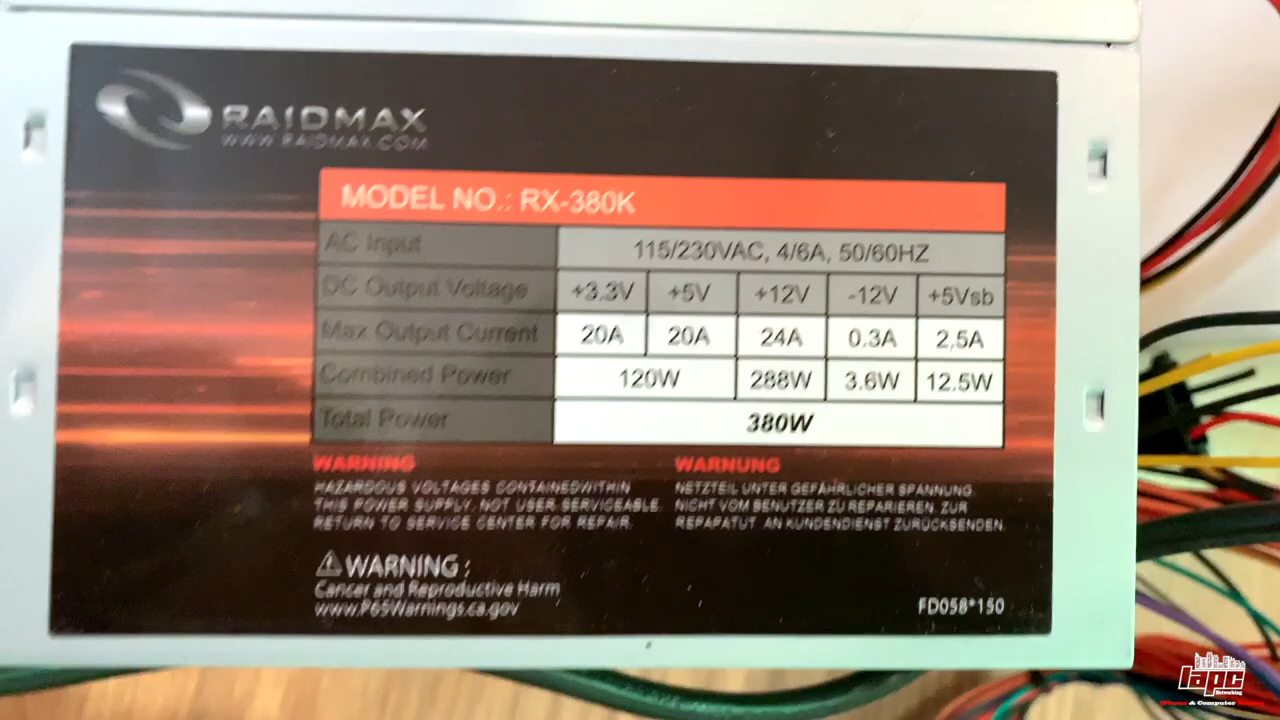 RAIDMAX
WWW.RAIDMAX.COM
MODEL NO.: RX-380K
AC Input 115/230VAC, 4/6A, 50/60HZ
DC Output Voltage +3.3V +5V +12V -12V +5Vsb
Max Output Current 20A 20A 24A 0.3A 2,5A
Combined Power 120W 288W 3.6W 12.5W
Total Power 380W
WARNING
HAZARDOUS VOLTAGES CONTAINEDWITHIN
THIS POWER SUPPLY. NOT USER SERVICEABLE.
RETURN TO SERVICE CENTER FOR REPAIR.
WARNUNG
NETZTEIL UNTER GEFÄHRLICHER SPANNUNG.
NICHT VOM BENUTZER ZU REPARIEREN. ZUR
REPARATUT AN KUNDENDIENST ZURÜCKSENDEN.
WARNING :
Cancer and Reproductive Harm
www.P65Warnings.ca.gov
FD058*150
lapc
Networking
& Computer